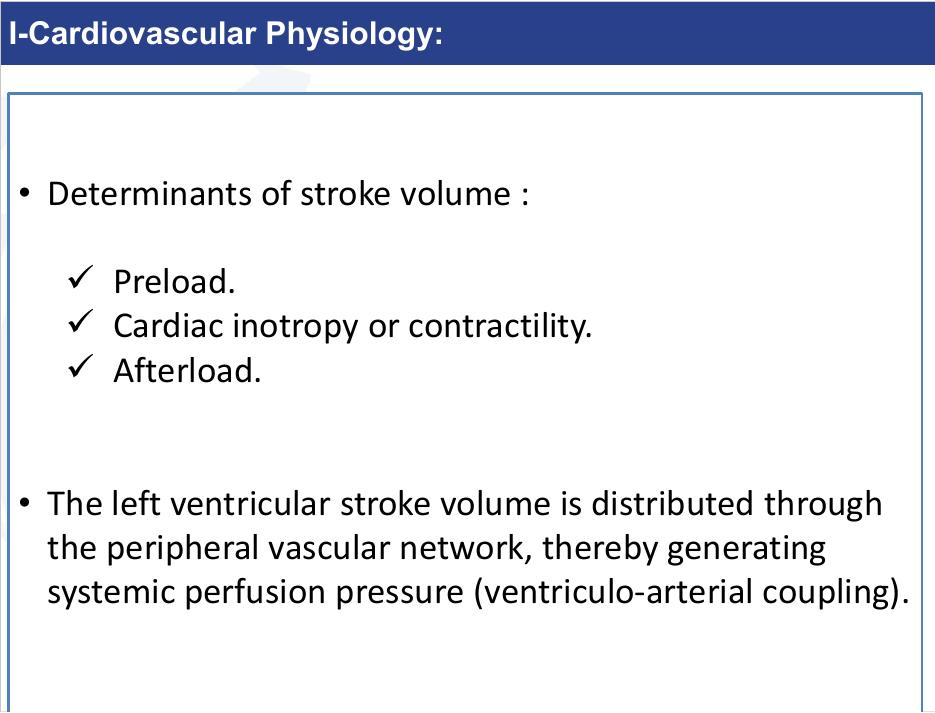 I-Cardiovascular Physiology:
• Determinants of stroke volume :
✓ Preload.
✓ Cardiac inotropy or contractility.
✓ Afterload.
• The left ventricular stroke volume is distributed through
the peripheral vascular network, thereby generating
systemic perfusion pressure (ventriculo-arterial coupling).